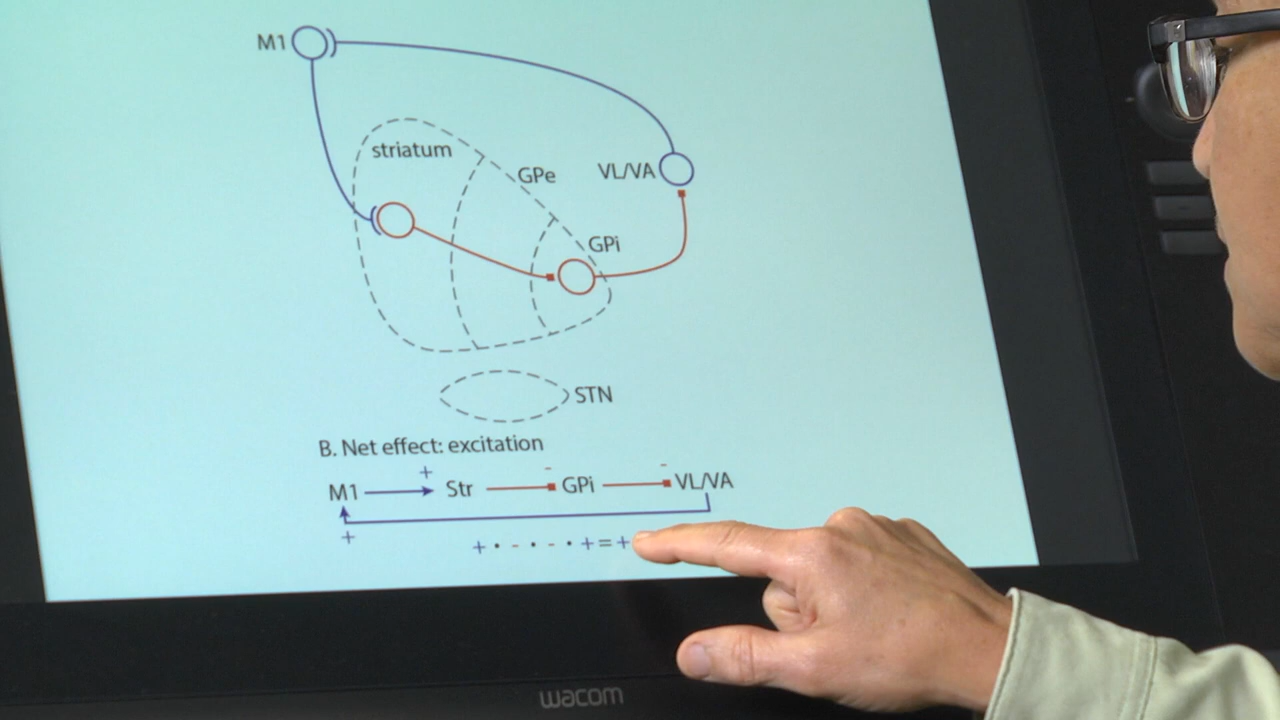 M1
striatum
GPe
VL/VA
GPi
STN
B. Net effect: excitation
+ - -
M1 Str GPi VL/VA
+
+ • - • - • + = +
wacom